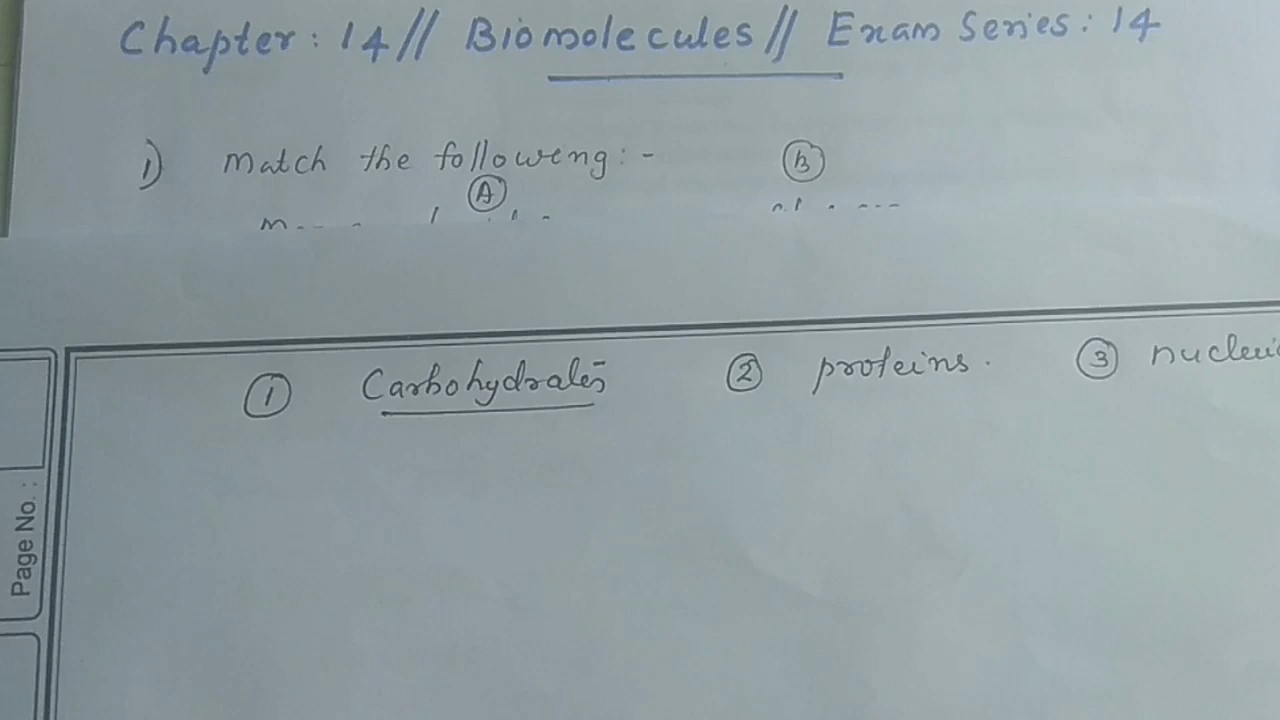 Chapter: 14 // Biomolecules // Exam Series: 14
1) Match the following :-
A B
1 Carbohydrates 2 proteins. 3
Page No. :